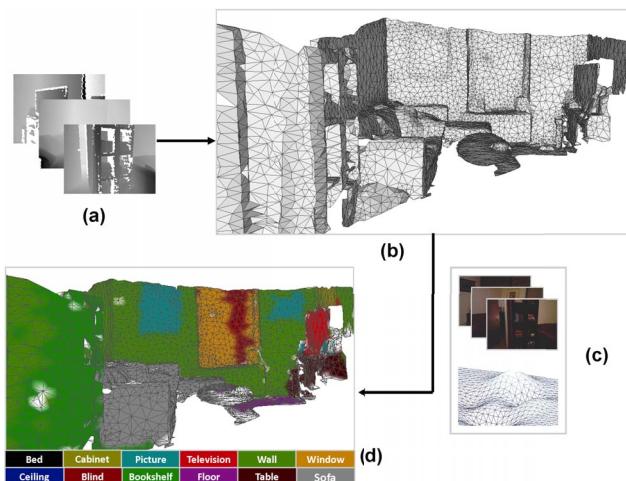 (a)
(b)
(c)
(d)
Bed Cabinet Picture Television Wall Window
Ceiling Blind Bookshelf Floor Table Sofa